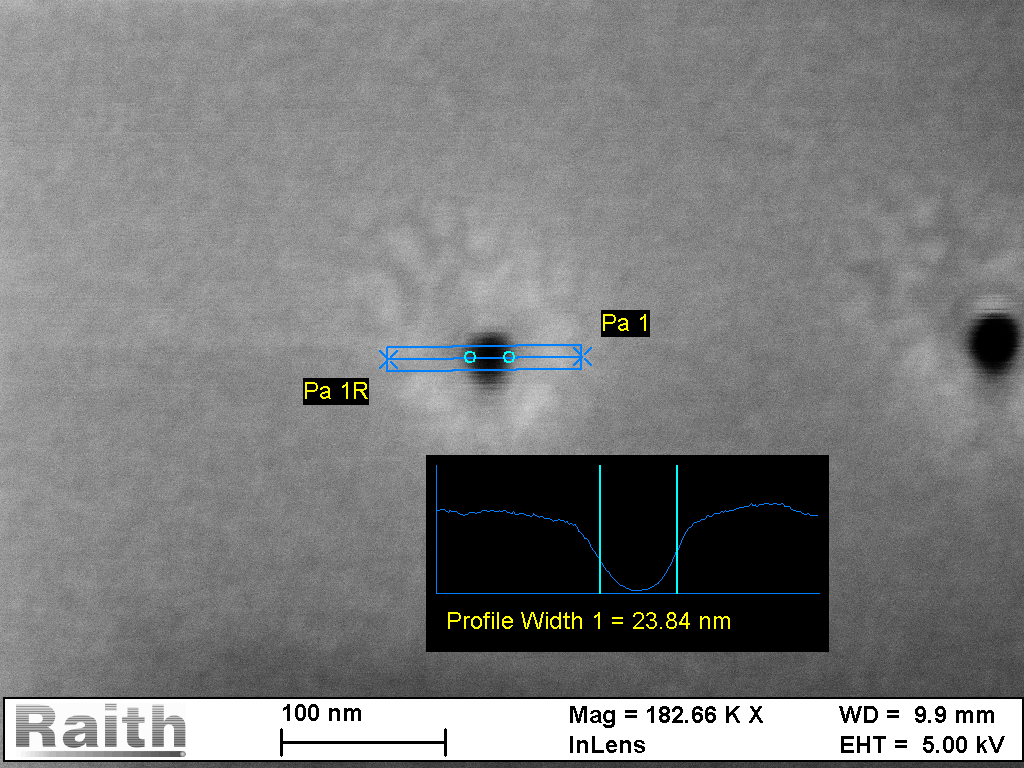 Pa 1
Pa 1R
Profile Width 1 = 23.84 nm
Raith
100 nm
Mag = 182.66 K X
InLens
WD = 9.9 mm
EHT = 5.00 kV